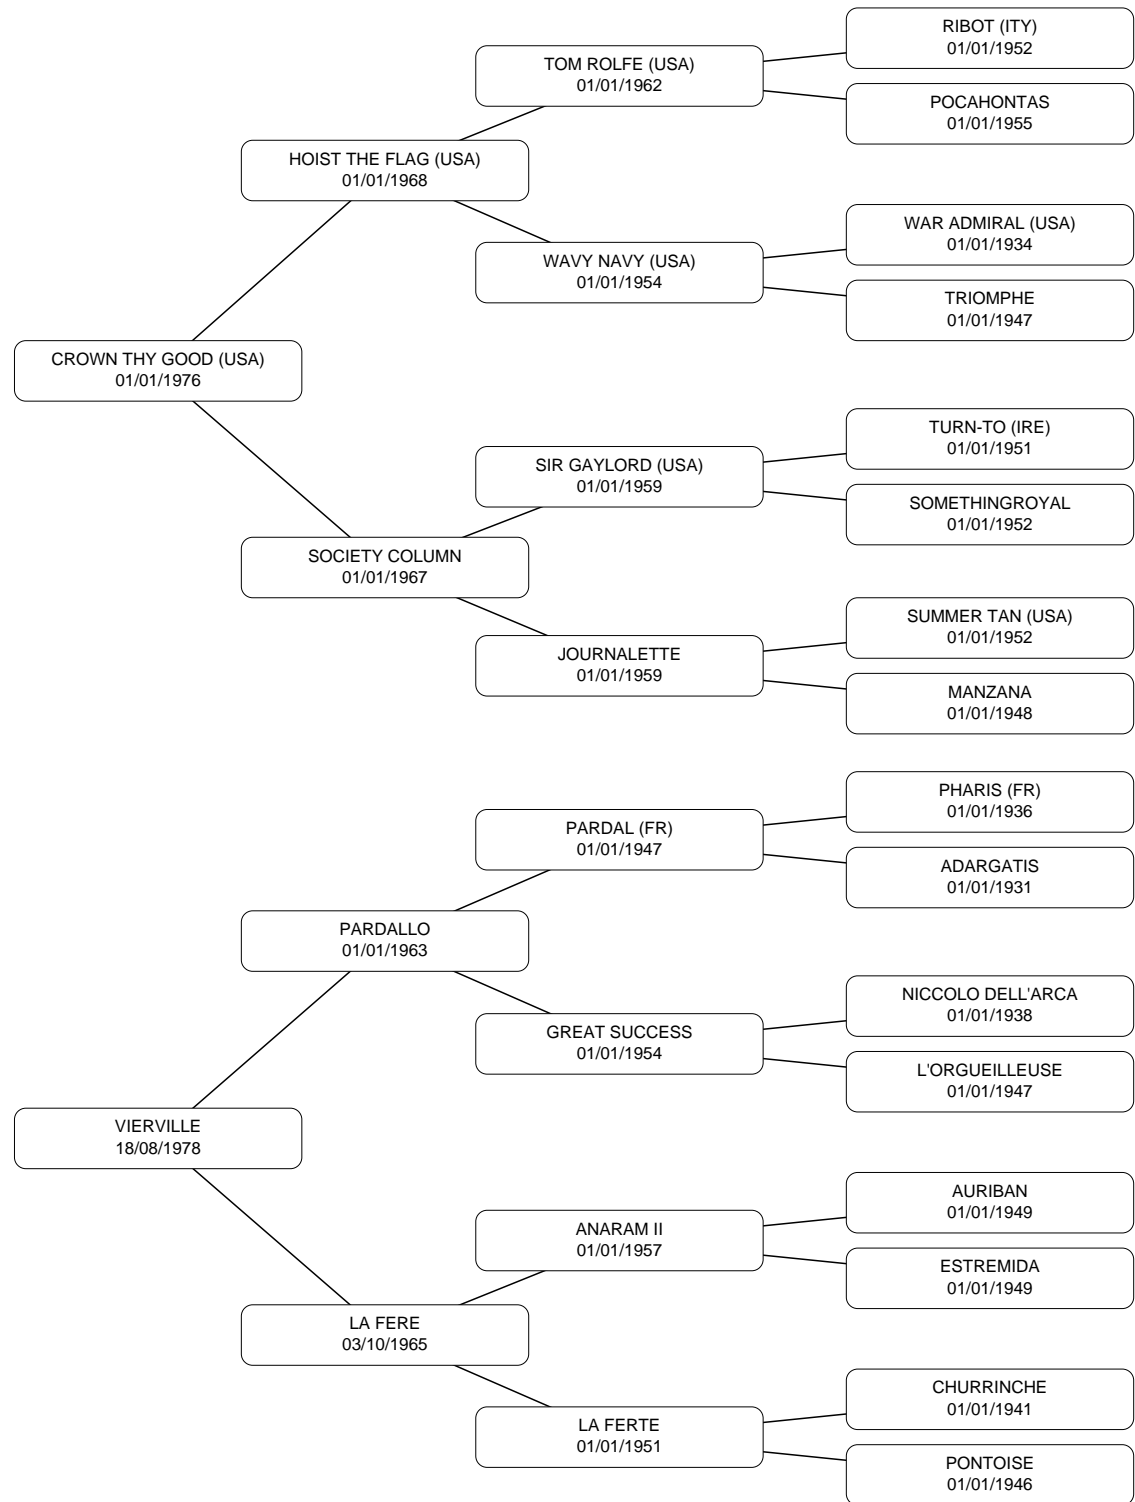 RIBOT (ITY)
01/01/1952
TOM ROLFE (USA)
01/01/1962
POCAHONTAS
01/01/1955
HOIST THE FLAG (USA)
01/01/1968
WAR ADMIRAL (USA)
01/01/1934
WAVY NAVY (USA)
01/01/1954
TRIOMPHE
01/01/1947
CROWN THY GOOD (USA)
01/01/1976
TURN-TO (IRE)
01/01/1951
SIR GAYLORD (USA)
01/01/1959
SOMETHINGROYAL
01/01/1952
SOCIETY COLUMN
01/01/1967
SUMMER TAN (USA)
01/01/1952
JOURNALETTE
01/01/1959
MANZANA
01/01/1948
PHARIS (FR)
01/01/1936
PARDAL (FR)
01/01/1947
ADARGATIS
01/01/1931
PARDALLO
01/01/1963
NICCOLO DELL'ARCA
01/01/1938
GREAT SUCCESS
01/01/1954
L'ORGUEILLEUSE
01/01/1947
VIERVILLE
18/08/1978
AURIBAN
01/01/1949
ANARAM II
01/01/1957
ESTREMIDA
01/01/1949
LA FERE
03/10/1965
CHURRINCHE
01/01/1941
LA FERTE
01/01/1951
PONTOISE
01/01/1946